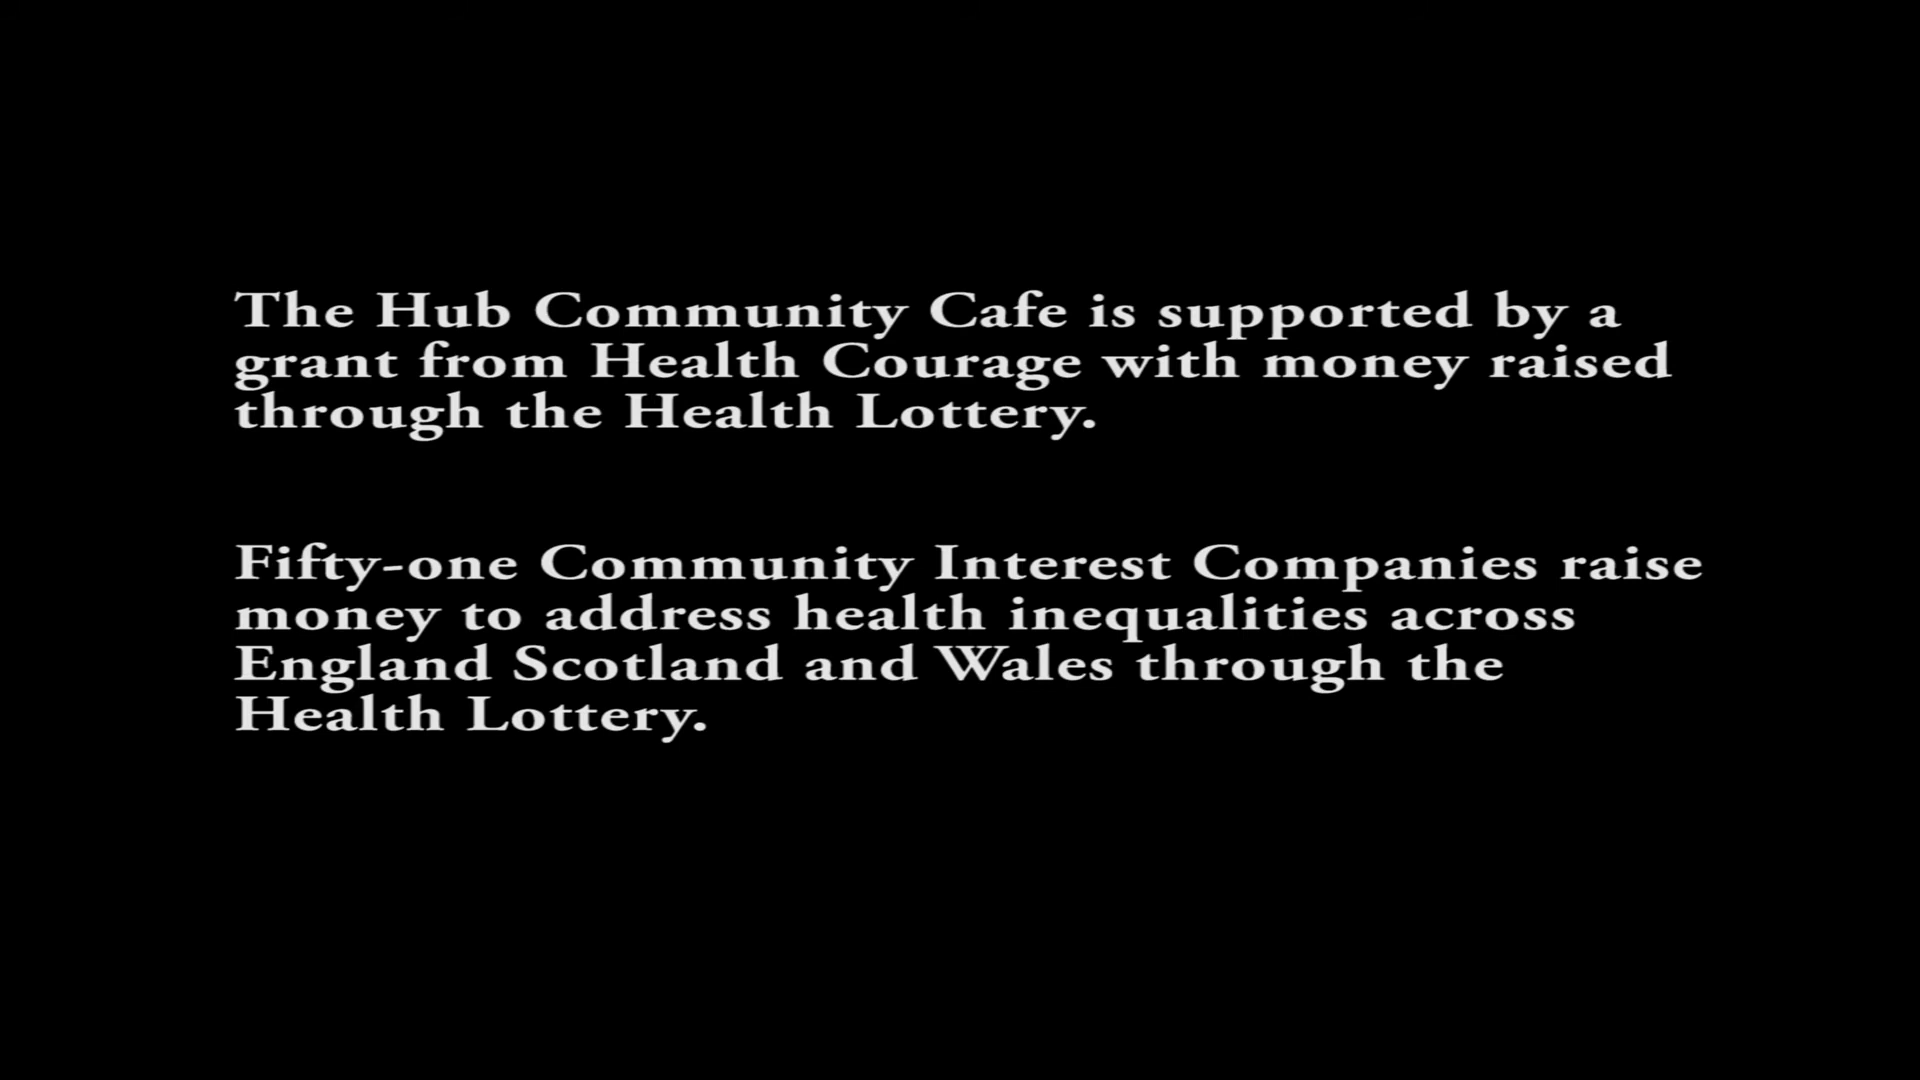 The Hub Community Cafe is supported by a
grant from Health Courage with money raised
through the Health Lottery.
Fifty-one Community Interest Companies raise
money to address health inequalities across
England Scotland and Wales through the
Health Lottery.